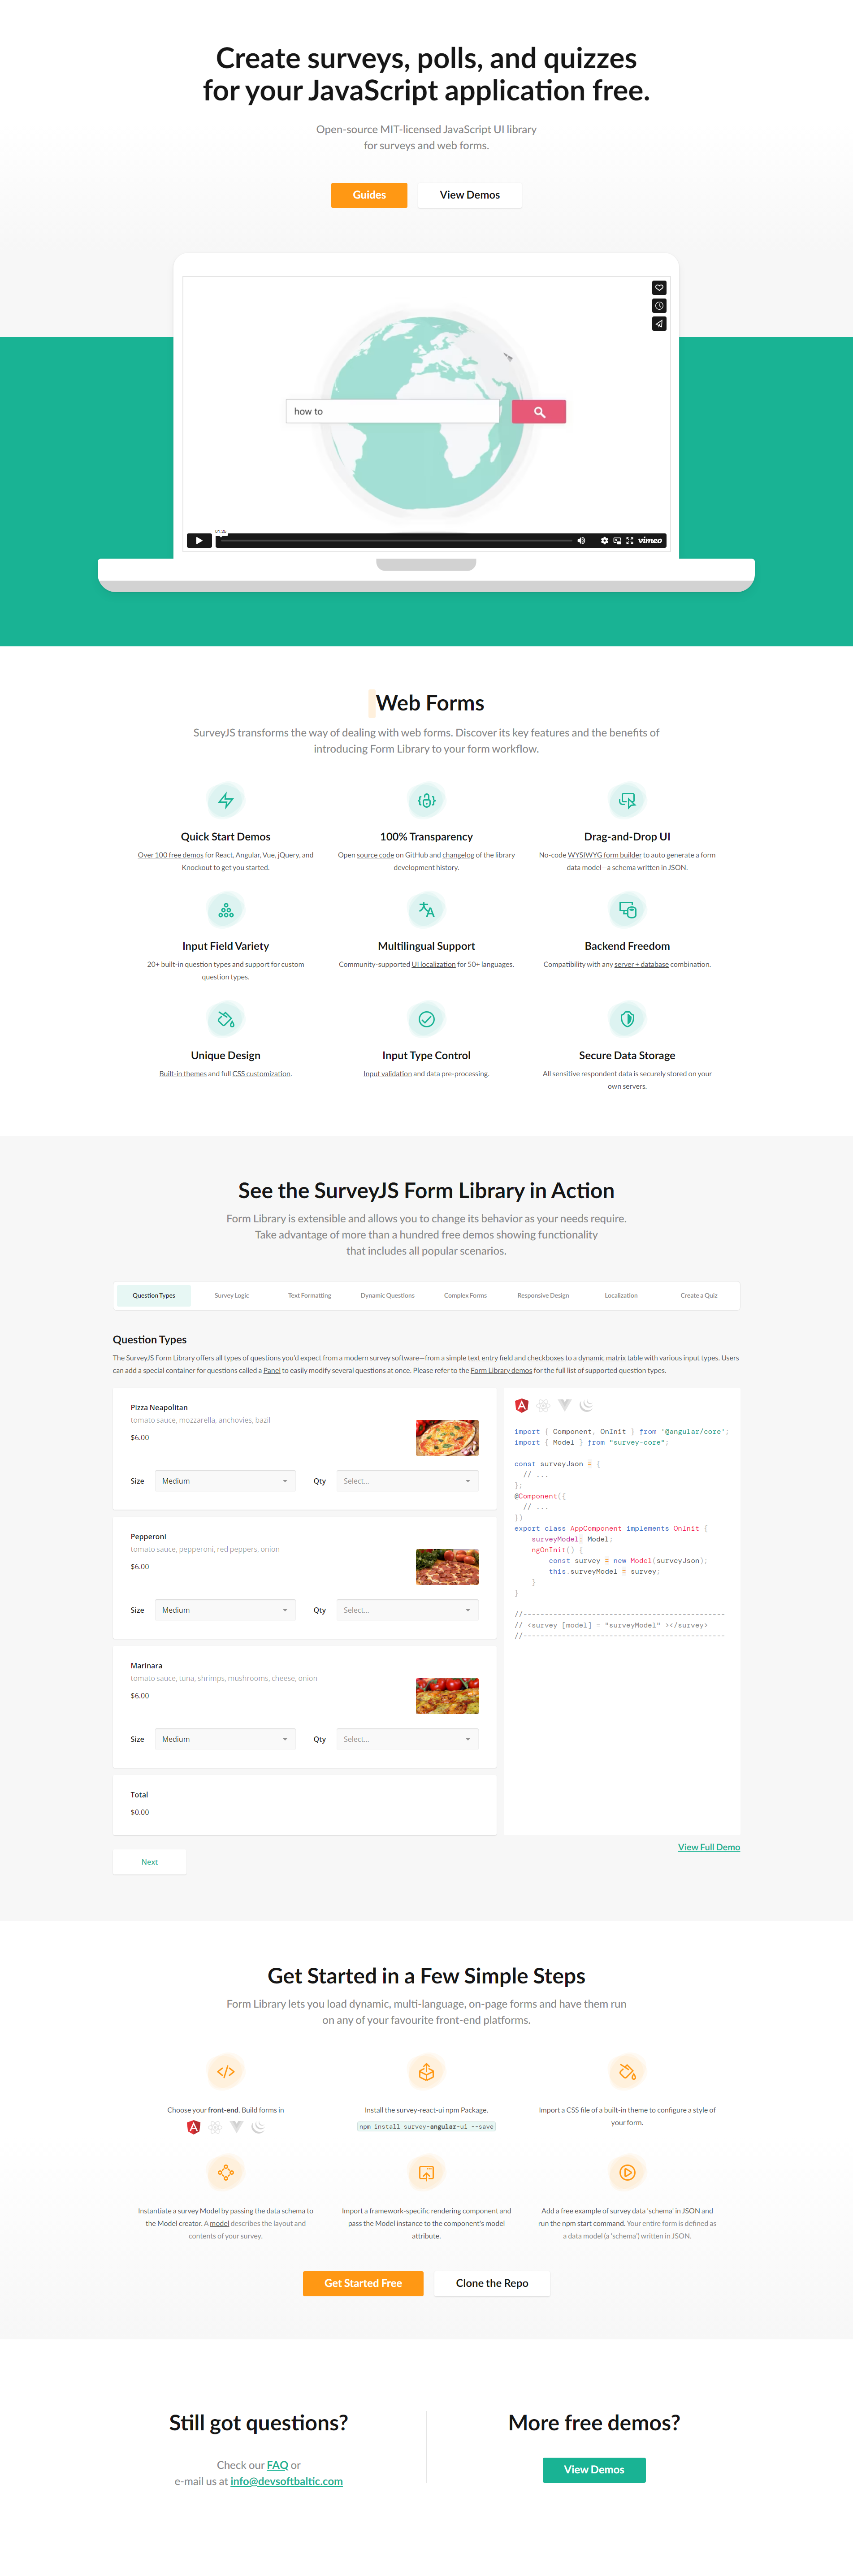 Create surveys, polls, and quizzes
for your JavaScript application free.
Open-source MIT-licensed JavaScript UI library
for surveys and web forms.
Guides
View Demos
how to
01:28
vimeo
Web Forms
SurveyJS transforms the way of dealing with web forms. Discover its key features and the benefits of
introducing Form Library to your form workflow.
Quick Start Demos
Over 100 free demos for React, Angular, Vue, jQuery, and
Knockout to get you started.
100% Transparency
Open source code on GitHub and changelog of the library
development history.
Drag-and-Drop UI
No-code WYSIWYG form builder to auto generate a form
data model—a schema written in JSON.
Input Field Variety
20+ built-in question types and support for custom
question types.
Multilingual Support
Community-supported UI localization for 50+ languages.
Backend Freedom
Compatibility with any server + database combination.
Unique Design
Built-in themes and full CSS customization.
Input Type Control
Input validation and data pre-processing.
Secure Data Storage
All sensitive respondent data is securely stored on your
own servers.
See the SurveyJS Form Library in Action
Form Library is extensible and allows you to change its behavior as your needs require.
Take advantage of more than a hundred free demos showing functionality
that includes all popular scenarios.
Question Types
Survey Logic
Text Formatting
Dynamic Questions
Complex Forms
Responsive Design
Localization
Create a Quiz
Question Types
The SurveyJS Form Library offers all types of questions you'd expect from a modern survey software—from a simple text entry field and checkboxes to a dynamic matrix table with various input types. Users
can add a special container for questions called a Panel to easily modify several questions at once. Please refer to the Form Library demos for the full list of supported question types.
Pizza Neapolitan
tomato sauce, mozzarella, anchovies, bazil
$6.00
Size
Medium
Qty
Select...
Pepperoni
tomato sauce, pepperoni, red peppers, onion
$6.00
Size
Medium
Qty
Select...
Marinara
tomato sauce, tuna, shrimps, mushrooms, cheese, onion
$6.00
Size
Medium
Qty
Select...
Total
$0.00
Next
import { Component, OnInit } from '@angular/core';
import { Model } from "survey-core";
const surveyJson = {
// ...
};
@Component({
// ...
})
export class AppComponent implements OnInit {
surveyModel: Model;
ngOnInit() {
const survey = new Model(surveyJson);
this.surveyModel = survey;
}
}
//-----------------------------------------------
// <survey [model] = "surveyModel" ></survey>
//-----------------------------------------------
View Full Demo
Get Started in a Few Simple Steps
Form Library lets you load dynamic, multi-language, on-page forms and have them run
on any of your favourite front-end platforms.
Choose your front-end. Build forms in
Install the survey-react-ui npm Package.
npm install survey-angular-ui --save
Import a CSS file of a built-in theme to configure a style of
your form.
Instantiate a survey Model by passing the data schema to
the Model creator. A model describes the layout and
contents of your survey.
Import a framework-specific rendering component and
pass the Model instance to the component's model
attribute.
Add a free example of survey data 'schema' in JSON and
run the npm start command. Your entire form is defined as
a data model (a 'schema') written in JSON.
Get Started Free
Clone the Repo
Still got questions?
Check our FAQ or
e-mail us at info@devsoftbaltic.com
More free demos?
View Demos